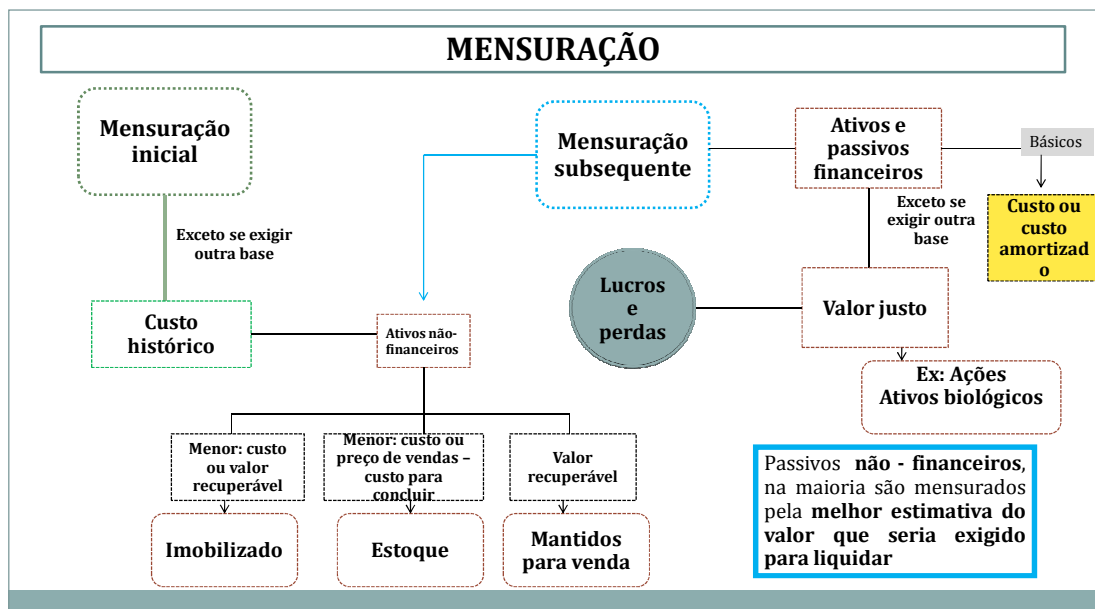 MENSURAÇÃO
Mensuração
inicial
Exceto se exigir
outra base
Custo
histórico
Mensuração
subsequente
Ativos e
passivos
financeiros
Básicos
Custo ou
custo
amortizad
o
Exceto se
exigir outra
base
Lucros
e
perdas
Valor justo
Ex: Ações
Ativos biológicos
Ativos não-
financeiros
Menor: custo
ou valor
recuperável
Menor: custo ou
preço de vendas –
custo para
concluir
Valor
recuperável
Imobilizado
Estoque
Mantidos
para venda
Passivos não - financeiros,
na maioria são mensurados
pela melhor estimativa do
valor que seria exigido
para liquidar